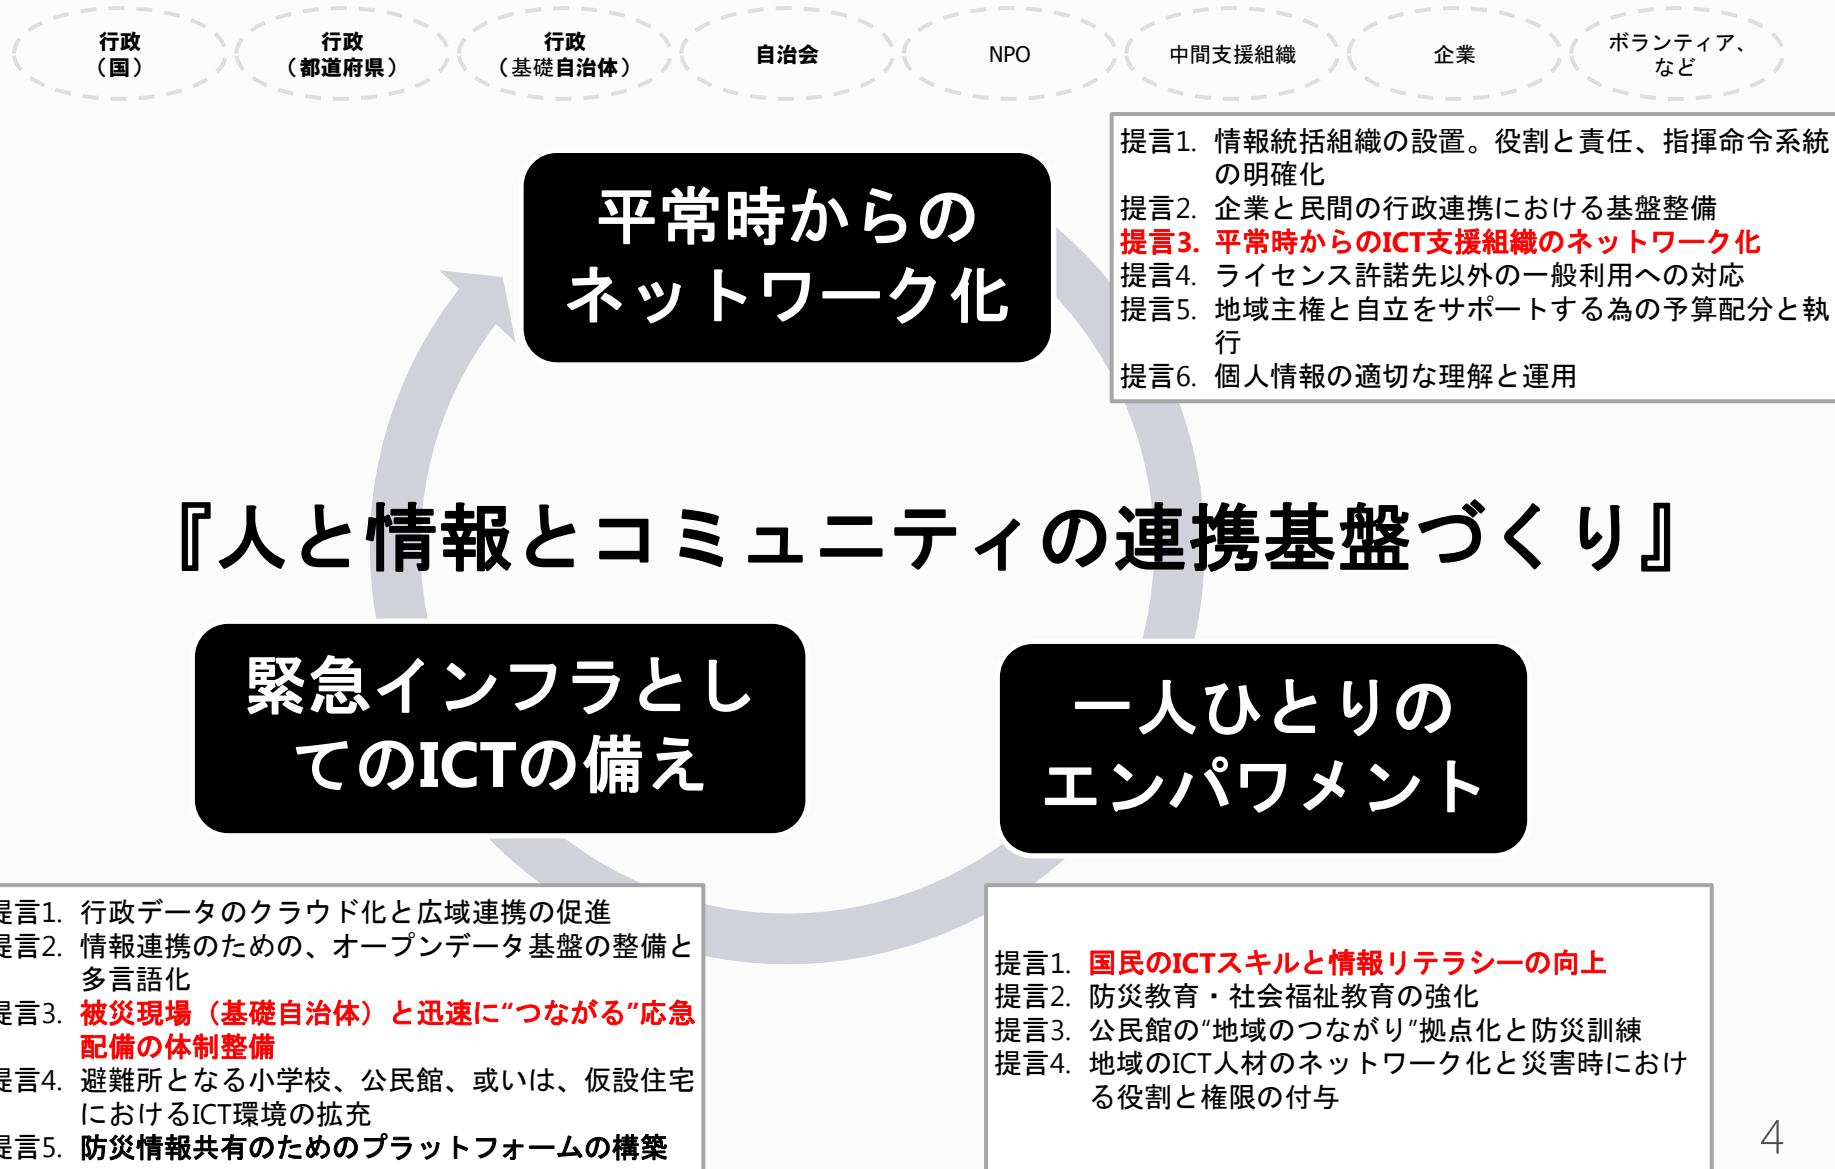 行政
（国）
行政
（都道府県）
行政
（基礎自治体）
自治会
NPO
中間支援組織
企業
ボランティア、
など
平常時からの
ネットワーク化
提言1. 情報統括組織の設置。役割と責任、指揮命令系統
の明確化
提言2. 企業と民間の行政連携における基盤整備
提言3. 平常時からのICT支援組織のネットワーク化
提言4. ライセンス許諾先以外の一般利用への対応
提言5. 地域主権と自立をサポートする為の予算配分と執
行
提言6. 個人情報の適切な理解と運用
『人と情報とコミュニティの連携基盤づくり』
緊急インフラとし
てのICTの備え
一人ひとりの
エンパワメント
提言1. 行政データのクラウド化と広域連携の促進
提言2. 情報連携のための、オープンデータ基盤の整備と
多言語化
提言3. 被災現場（基礎自治体）と迅速に“つながる”応急
配備の体制整備
提言4. 避難所となる小学校、公民館、或いは、仮設住宅
におけるICT環境の拡充
提言5. 防災情報共有のためのプラットフォームの構築
提言1. 国民のICTスキルと情報リテラシーの向上
提言2. 防災教育・社会福祉教育の強化
提言3. 公民館の“地域のつながり”拠点化と防災訓練
提言4. 地域のICT人材のネットワーク化と災害時におけ
る役割と権限の付与
4